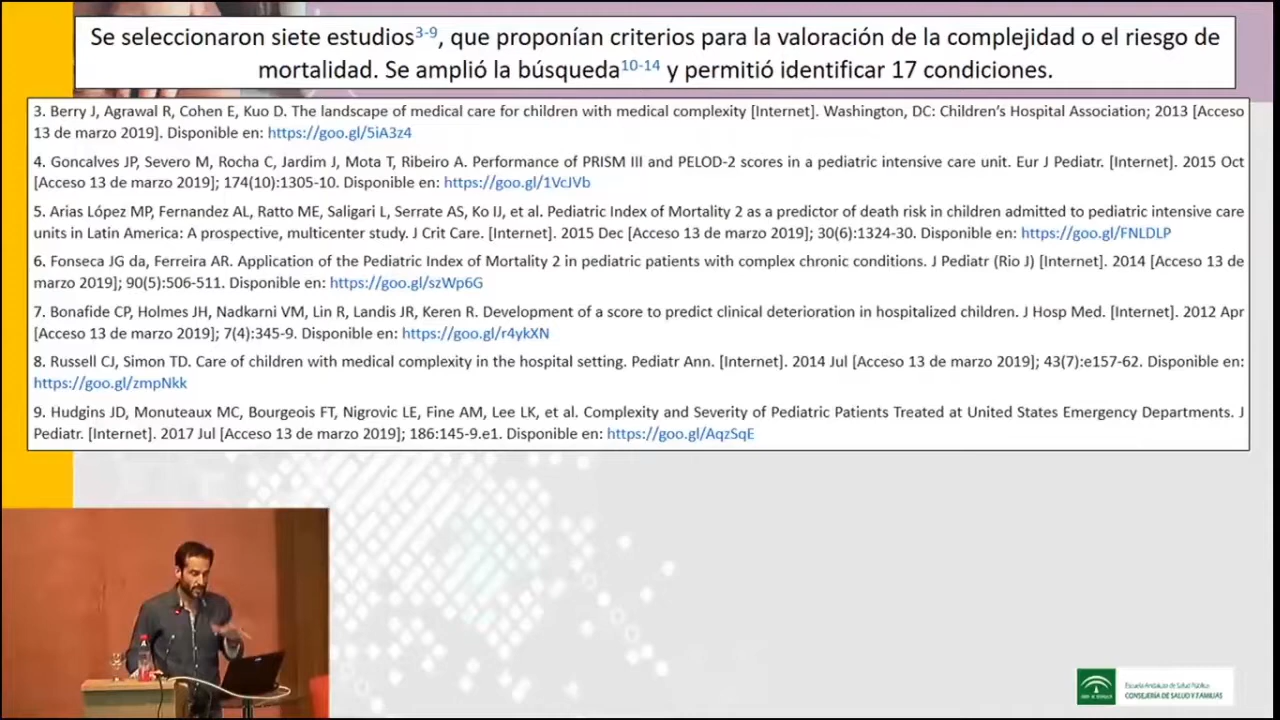 Se seleccionaron siete estudios3-9, que proponían criterios para la valoración de la complejidad o el riesgo de
mortalidad. Se amplió la búsqueda10-14 y permitió identificar 17 condiciones.
3. Berry J, Agrawal R, Cohen E, Kuo D. The landscape of medical care for children with medical complexity [Internet]. Washington, DC: Children's Hospital Association; 2013 [Acceso
13 de marzo 2019]. Disponible en: https://goo.gl/5iA3z4
4. Goncalves JP, Severo M, Rocha C, Jardim J, Mota T, Ribeiro A. Performance of PRISM III and PELOD-2 scores in a pediatric intensive care unit. Eur J Pediatr. [Internet]. 2015 Oct
[Acceso 13 de marzo 2019]; 174(10):1305-10. Disponible en: https://goo.gl/1VcJVb
5. Arias López MP, Fernandez AL, Ratto ME, Saligari L, Serrate AS, Ko IJ, et al. Pediatric Index of Mortality 2 as a predictor of death risk in children admitted to pediatric intensive care
units in Latin America: A prospective, multicenter study. J Crit Care. [Internet]. 2015 Dec [Acceso 13 de marzo 2019]; 30(6):1324-30. Disponible en: https://goo.gl/FNLDLP
6. Fonseca JG da, Ferreira AR. Application of the Pediatric Index of Mortality 2 in pediatric patients with complex chronic conditions. J Pediatr (Rio J) [Internet]. 2014 [Acceso 13 de
marzo 2019]; 90(5):506-511. Disponible en: https://goo.gl/szWp6G
7. Bonafide CP, Holmes JH, Nadkarni VM, Lin R, Landis JR, Keren R. Development of a score to predict clinical deterioration in hospitalized children. J Hosp Med. [Internet]. 2012 Apr
[Acceso 13 de marzo 2019]; 7(4):345-9. Disponible en: https://goo.gl/r4ykXN
8. Russell CJ, Simon TD. Care of children with medical complexity in the hospital setting. Pediatr Ann. [Internet]. 2014 Jul [Acceso 13 de marzo 2019]; 43(7):e157-62. Disponible en:
https://goo.gl/zmpNkk
9. Hudgins JD, Monuteaux MC, Bourgeois FT, Nigrovic LE, Fine AM, Lee LK, et al. Complexity and Severity of Pediatric Patients Treated at United States Emergency Departments. J
Pediatr. [Internet]. 2017 Jul [Acceso 13 de marzo 2019]; 186:145-9.e1. Disponible en: https://goo.gl/AqzSqE
Escuela Andaluza de Salud Pública
CONSEJERÍA DE SALUD Y FAMILIAS